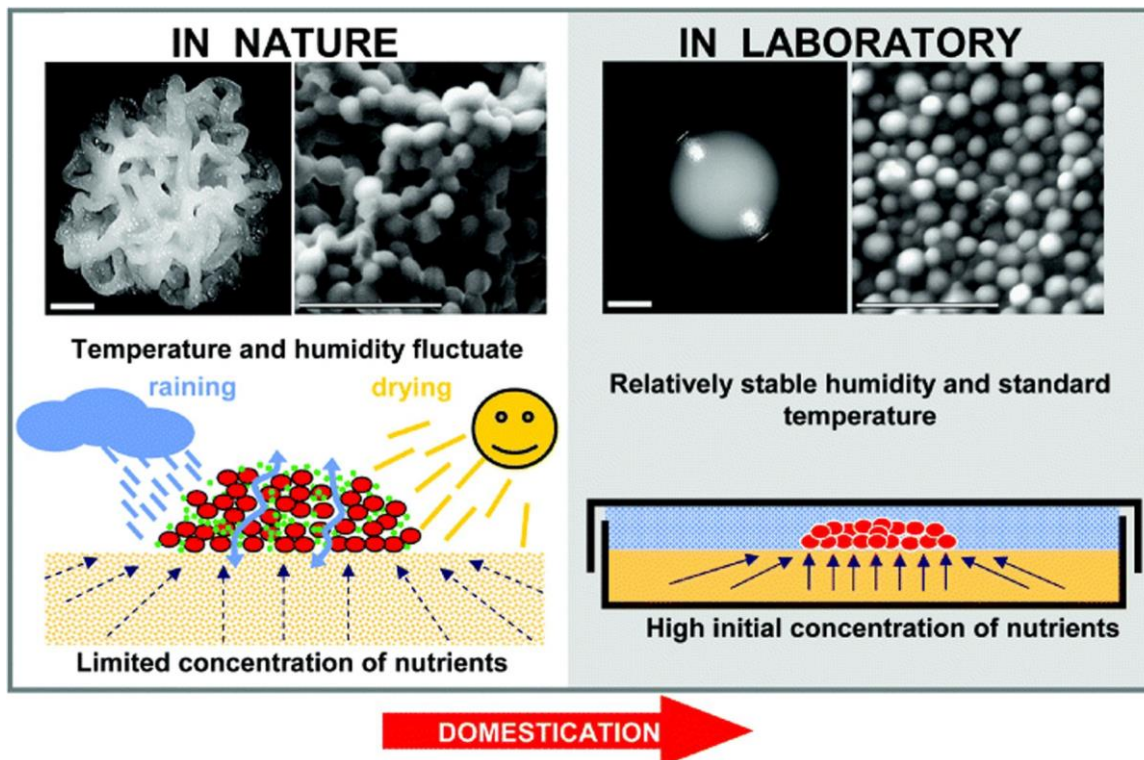 IN NATURE
IN LABORATORY
Temperature and humidity fluctuate
raining
drying
Limited concentration of nutrients
Relatively stable humidity and standard
temperature
High initial concentration of nutrients
DOMESTICATION